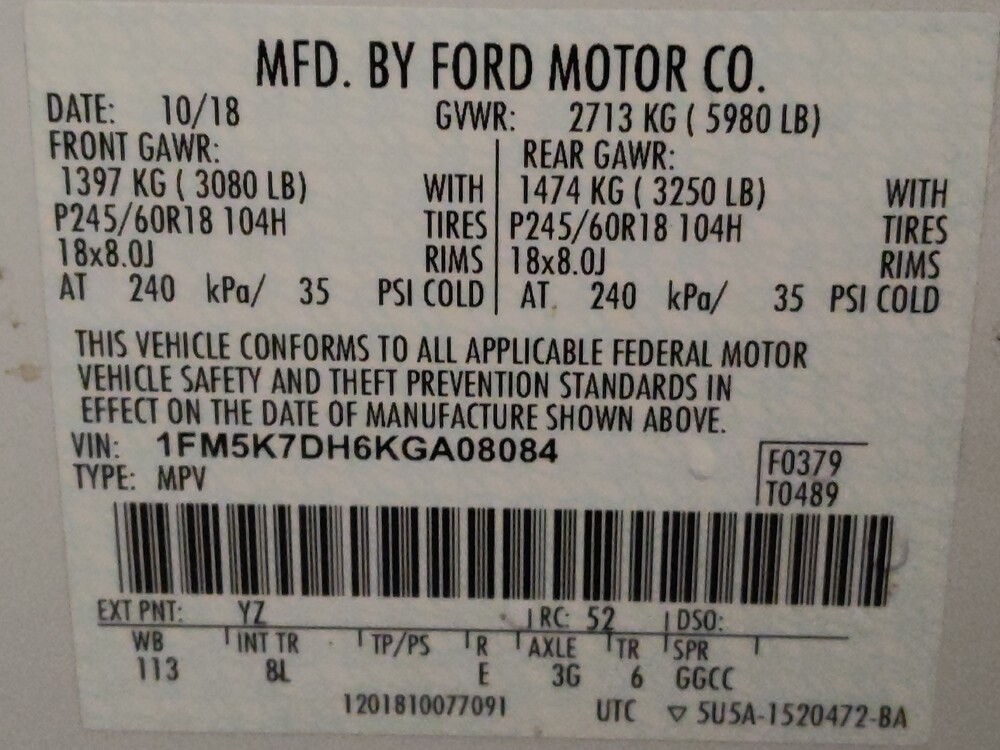 MFD. BY FORD MOTOR CO.
DATE: 10/18 GVWR: 2713 KG ( 5980 LB)
FRONT GAWR: REAR GAWR:
1397 KG ( 3080 LB) WITH 1474 KG ( 3250 LB) WITH
P245/60R18 104H TIRES P245/60R18 104H TIRES
18x8.0J RIMS 18x8.0J RIMS
AT 240 kPa/ 35 PSI COLD AT 240 kPa/ 35 PSI COLD
THIS VEHICLE CONFORMS TO ALL APPLICABLE FEDERAL MOTOR
VEHICLE SAFETY AND THEFT PREVENTION STANDARDS IN
EFFECT ON THE DATE OF MANUFACTURE SHOWN ABOVE.
VIN: 1FM5K7DH6KGA08084
F0379
TYPE: MPV
T0489
EXT PNT: YZ RC: 52 DSO:
WB INT TR TP/PS R AXLE TR SPR
113 8L E 3G 6 GGCC
1201810077091 UTC ▽ 5U5A-1520472-BA